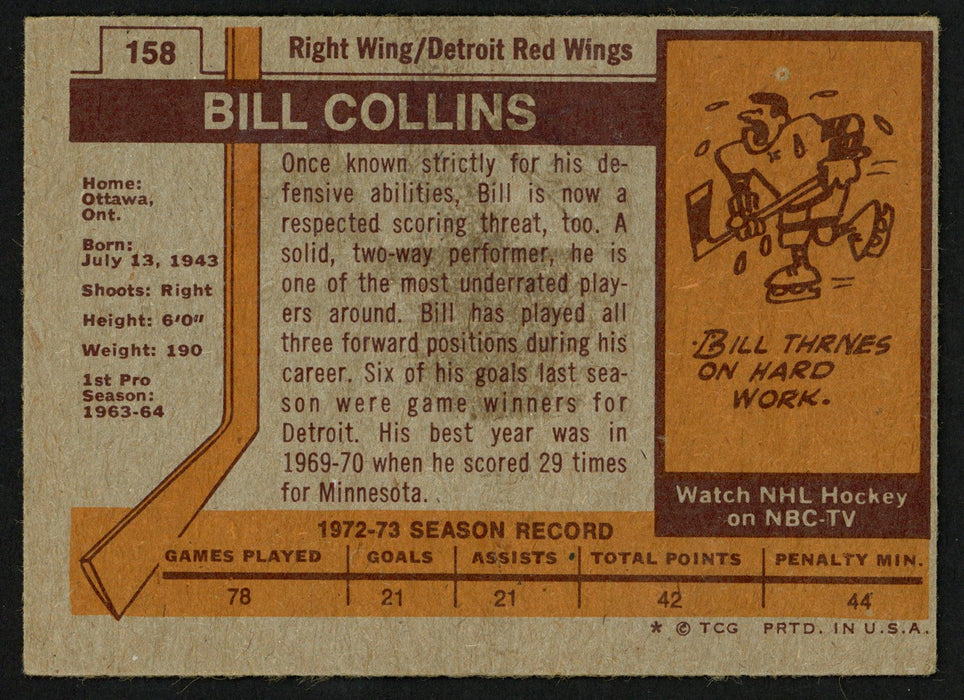 158
Right Wing/Detroit Red Wings
BILL COLLINS
Home:
Ottawa,
Ont.
Born:
July 13, 1943
Shoots: Right
Height: 6'0"
Weight: 190
1st Pro
Season:
1963-64
Once known strictly for his de-
fensive abilities, Bill is now a
respected scoring threat, too. A
solid, two-way performer, he is
one of the most underrated play-
ers around. Bill has played all
three forward positions during his
career. Six of his goals last sea-
son were game winners for
Detroit. His best year was in
1969-70 when he scored 29 times
for Minnesota.
BILL THRIVES
ON HARD
WORK.
Watch NHL Hockey
on NBC-TV
1972-73 SEASON RECORD
GAMES PLAYED GOALS ASSISTS TOTAL POINTS PENALTY MIN.
78 21 21 42 44
* © TCG PRTD. IN U.S.A.